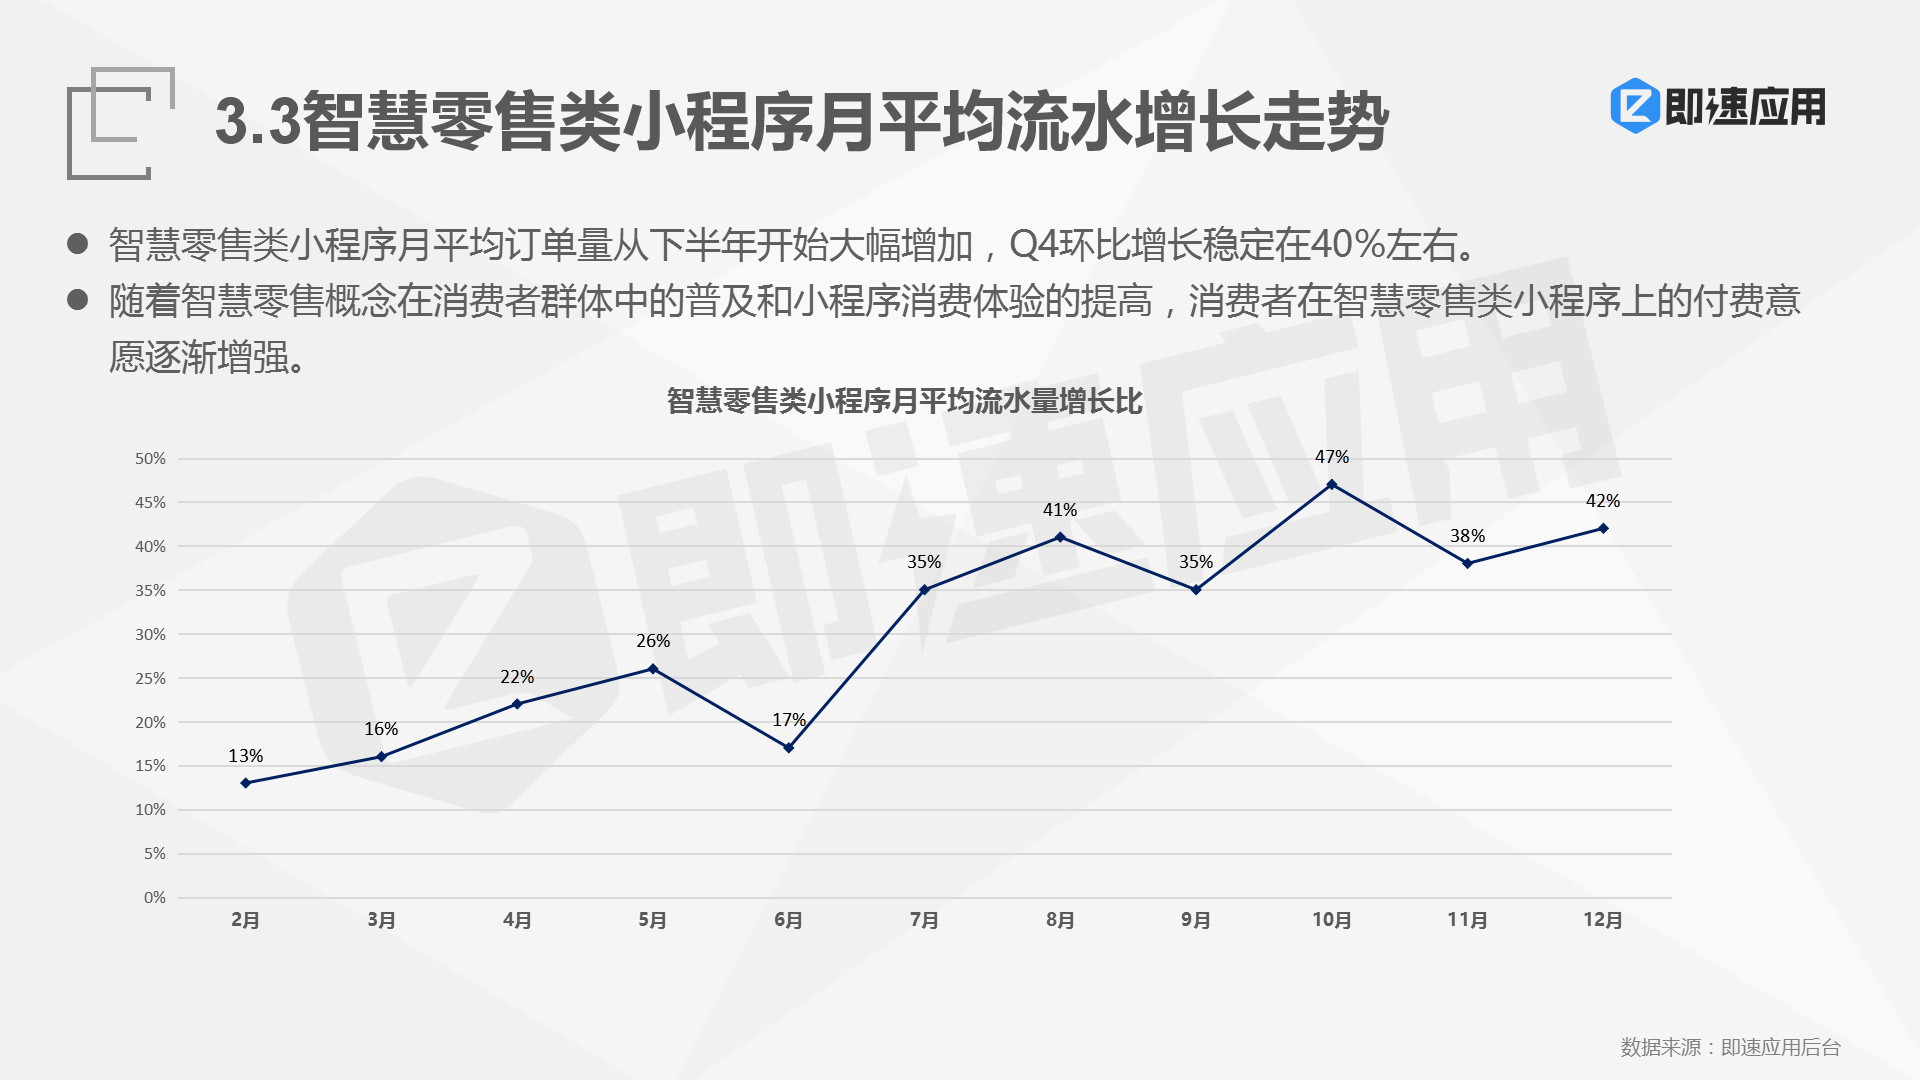 3.3智慧零售类小程序月平均流水增长走势
即速应用
● 智慧零售类小程序月平均订单量从下半年开始大幅增加，Q4环比增长稳定在40%左右。
● 随着智慧零售概念在消费者群体中的普及和小程序消费体验的提高，消费者在智慧零售类小程序上的付费意
愿逐渐增强。
智慧零售类小程序月平均流水量增长比
50%
45%
40%
35%
30%
25%
20%
15%
10%
5%
0%
13%
16%
22%
26%
17%
35%
41%
35%
47%
38%
42%
2月 3月 4月 5月 6月 7月 8月 9月 10月 11月 12月
即速应用
数据来源：即速应用后台